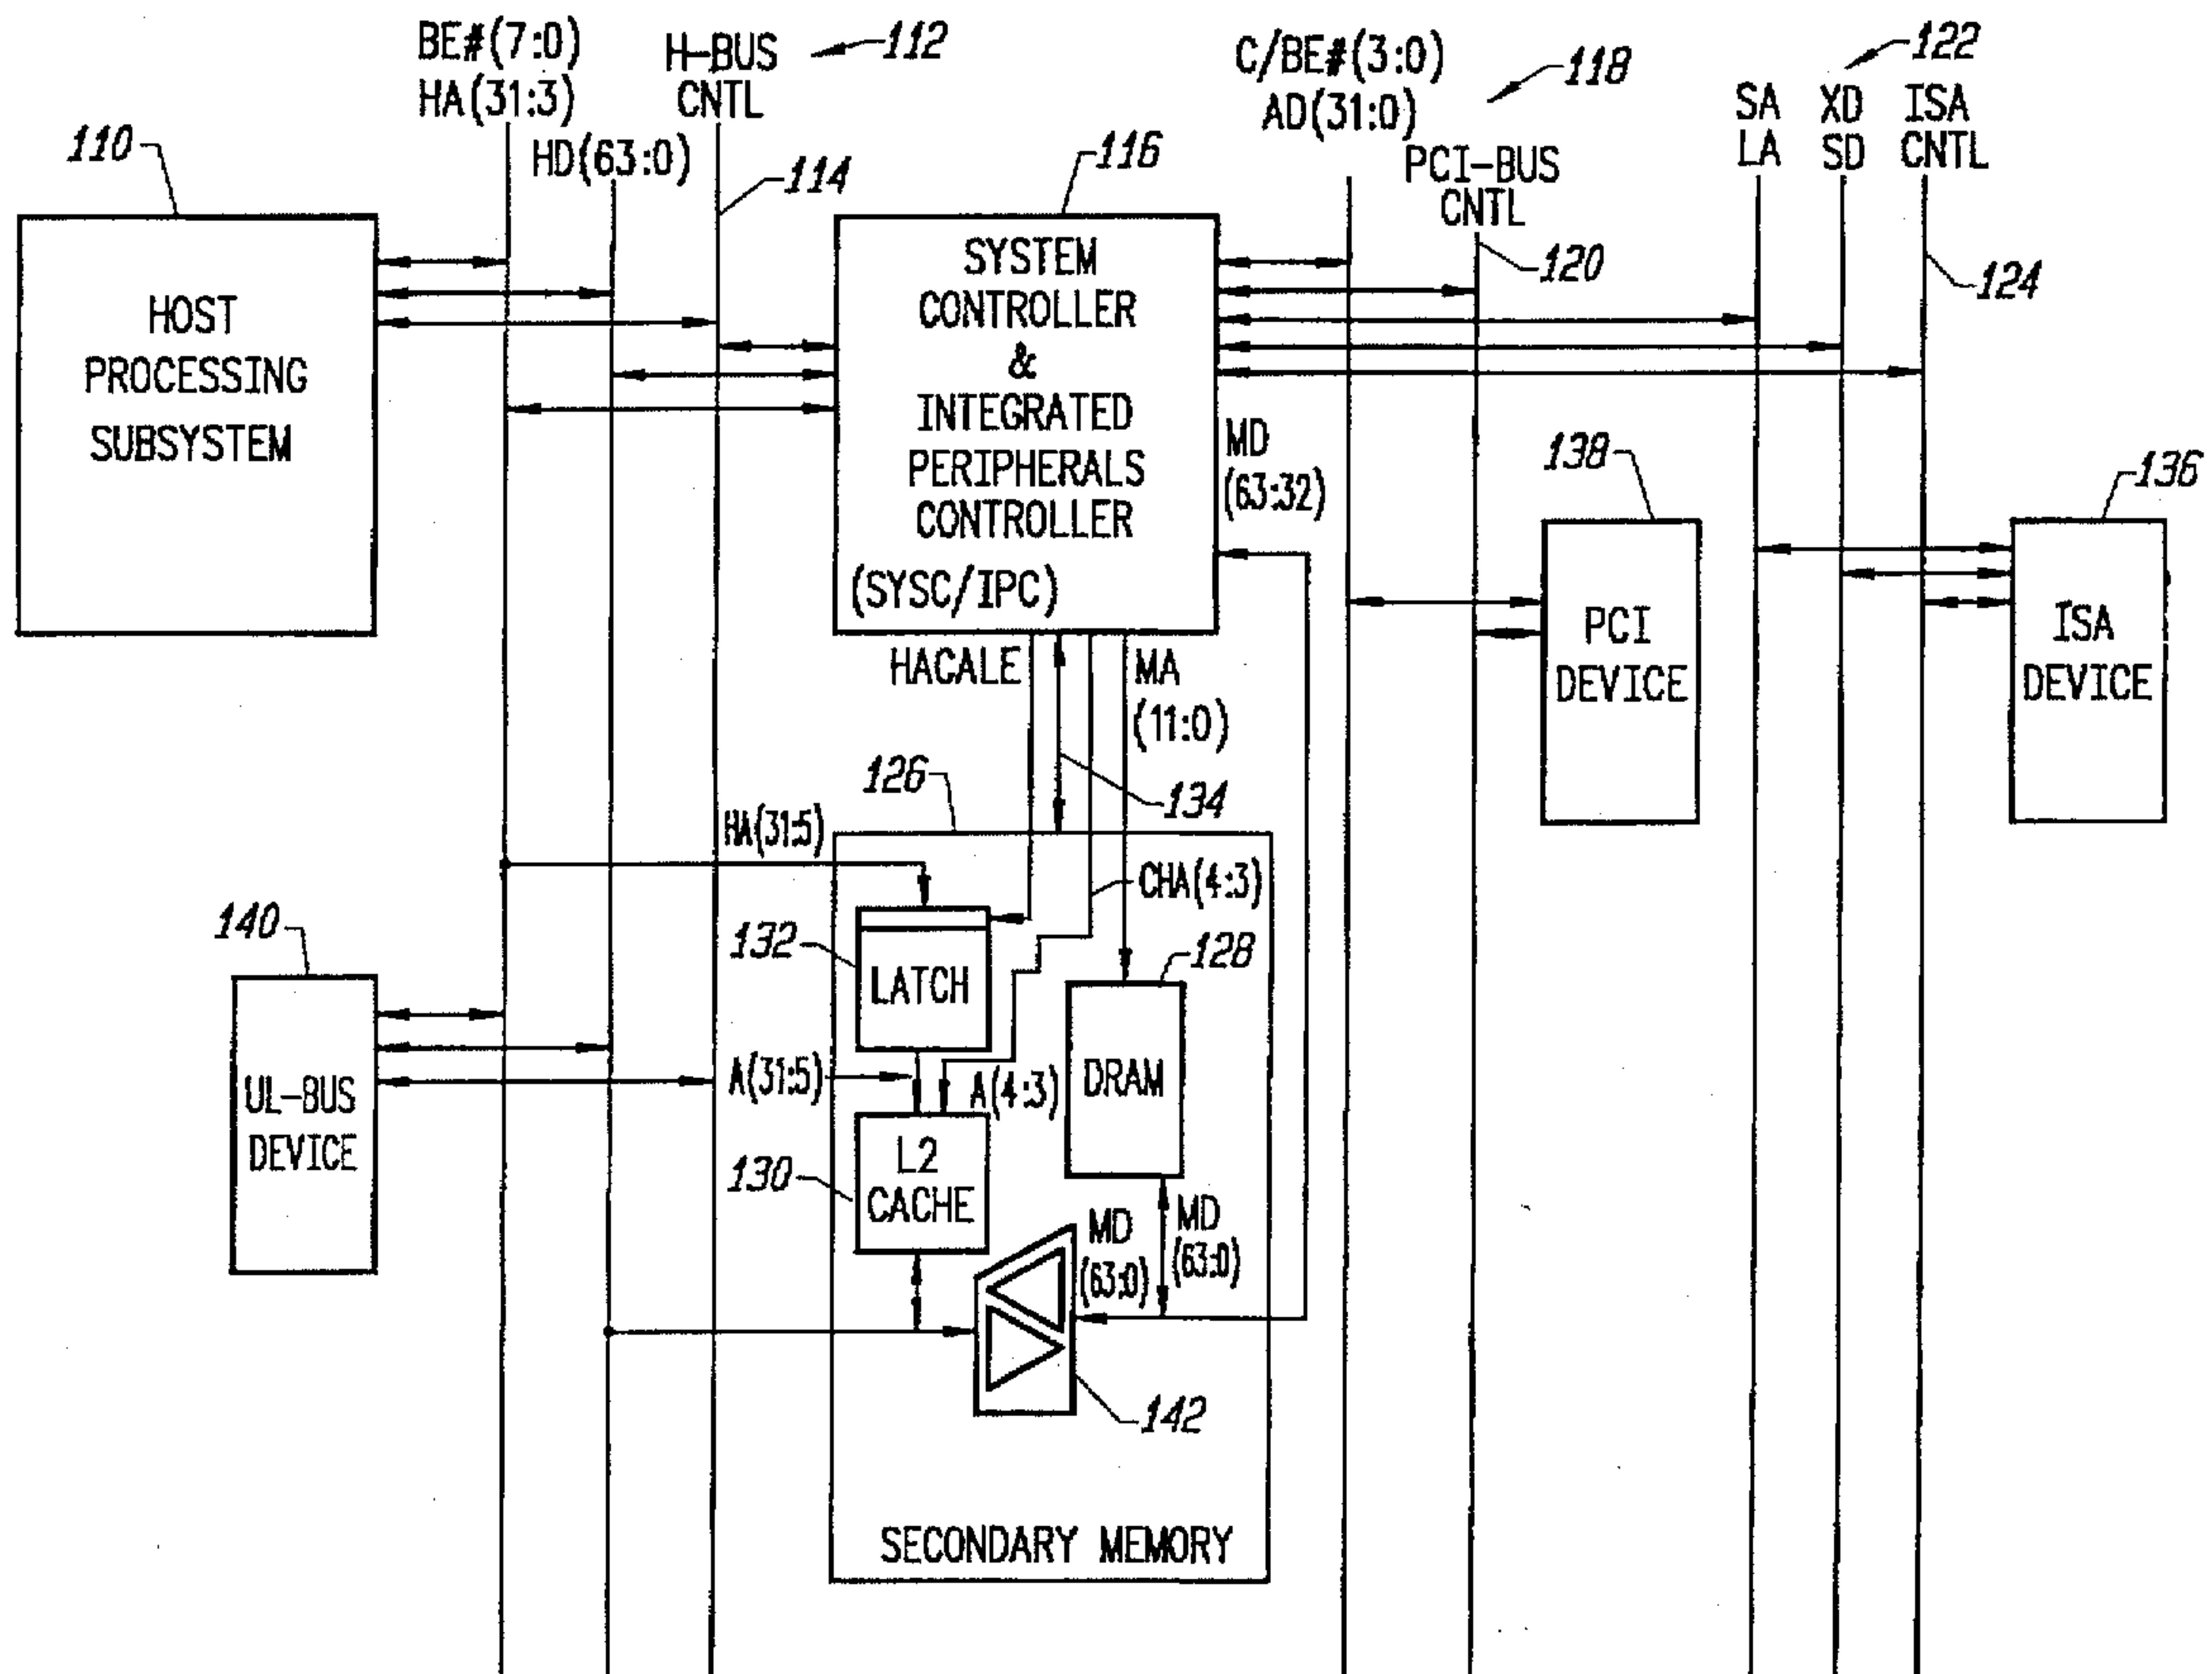 BE#(7:0)
HA(31:3)
HD(63:0)
H-BUS
CNTL
112
114
C/BE#(3:0)
AD(31:0)
118
PCI-BUS
CNTL
120
SA
LA
XD
SD
ISA
CNTL
122
124
110
HOST
PROCESSING
SUBSYSTEM
116
SYSTEM
CONTROLLER
&
INTEGRATED
PERIPHERALS
CONTROLLER
(SYSC/IPC)
MD
(63:32)
138
PCI
DEVICE
136
ISA
DEVICE
HACALE
MA
(11:0)
134
126
HA(31:5)
CHA(4:3)
132
LATCH
128
DRAM
A(31:5)
A(4:3)
130
L2
CACHE
MD
(63:0)
MD
(63:0)
142
SECONDARY MEMORY
140
UL-BUS
DEVICE